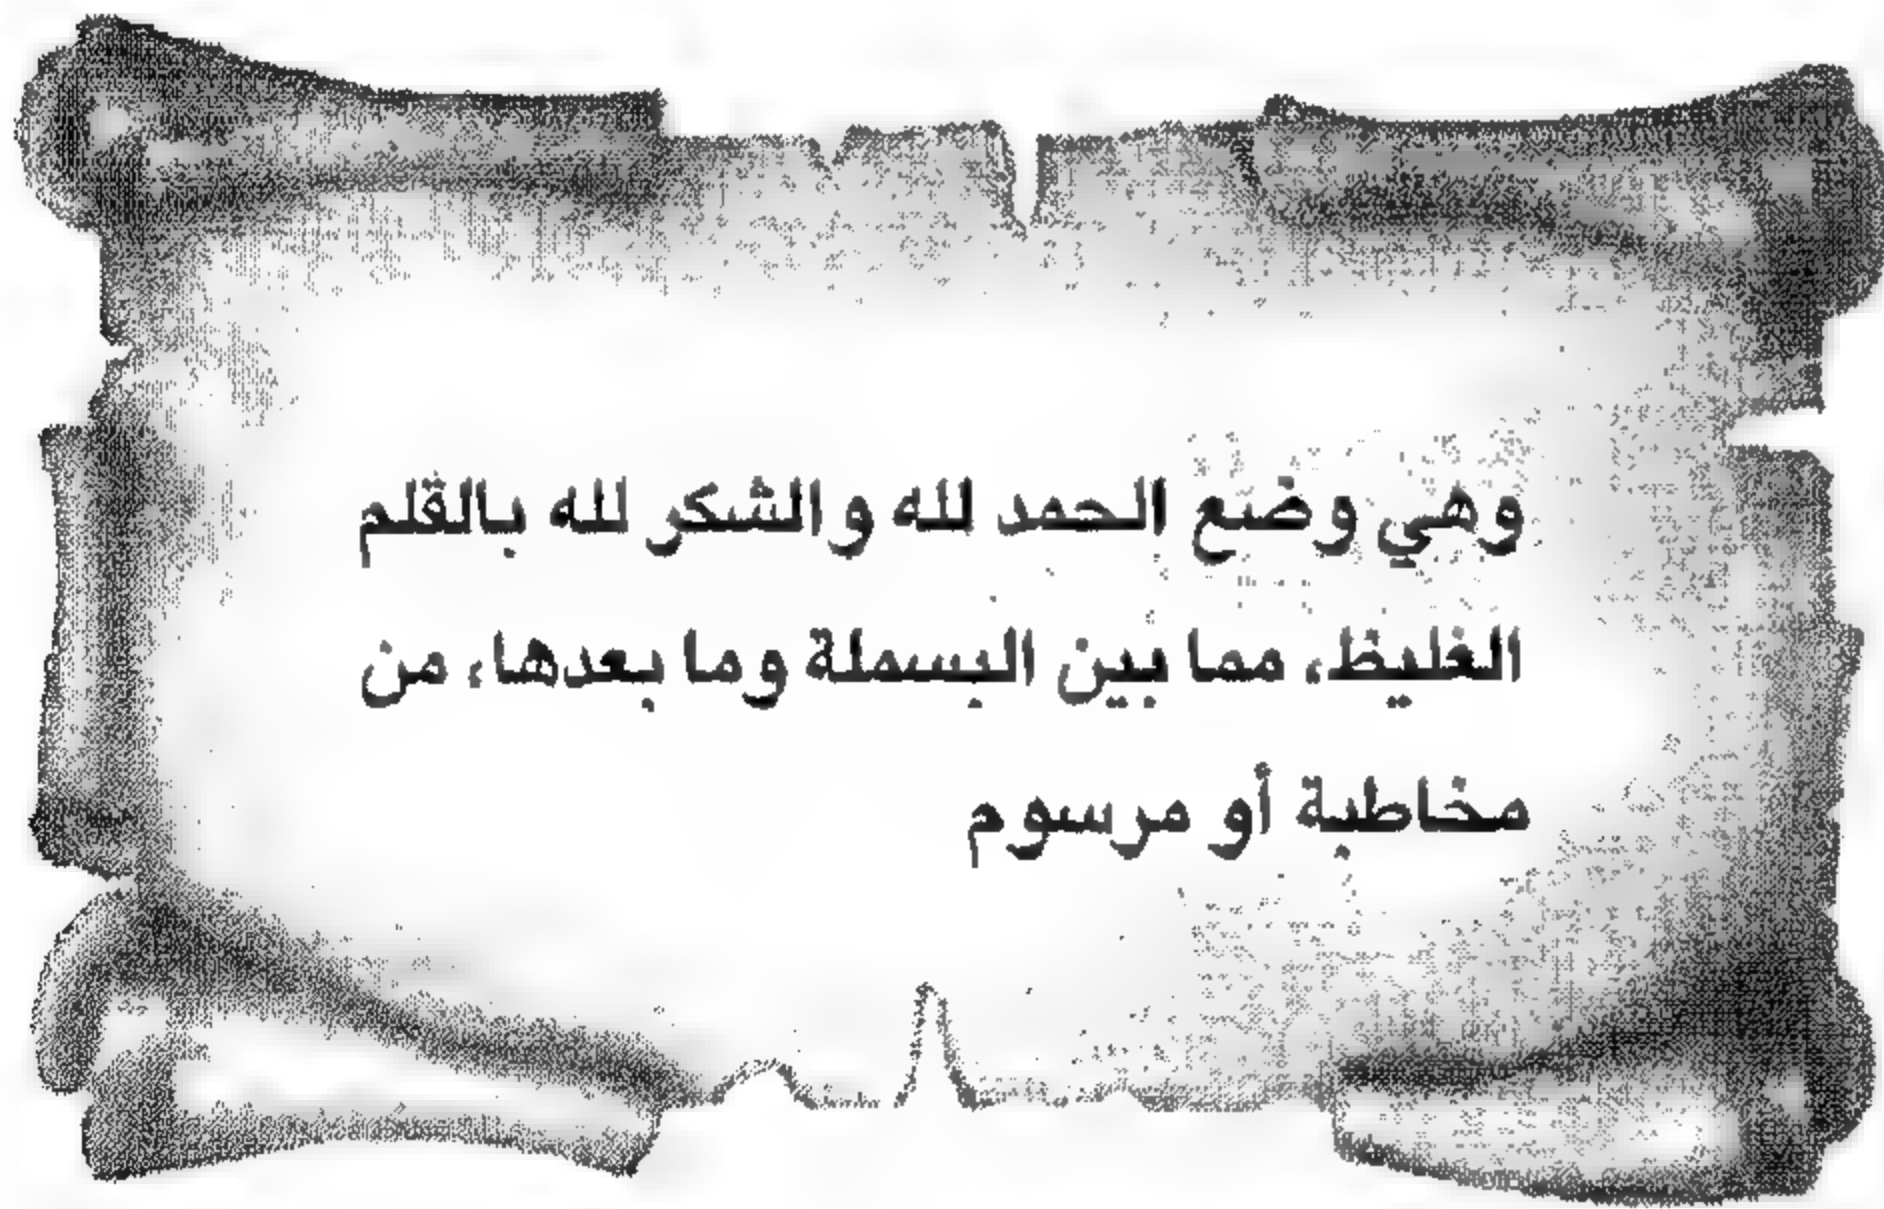 وهي وضع الحمد لله والشكر لله بالقلم
الغليظ، مما بين البسملة وما بعدها، من
مخاطبة أو مرسوم